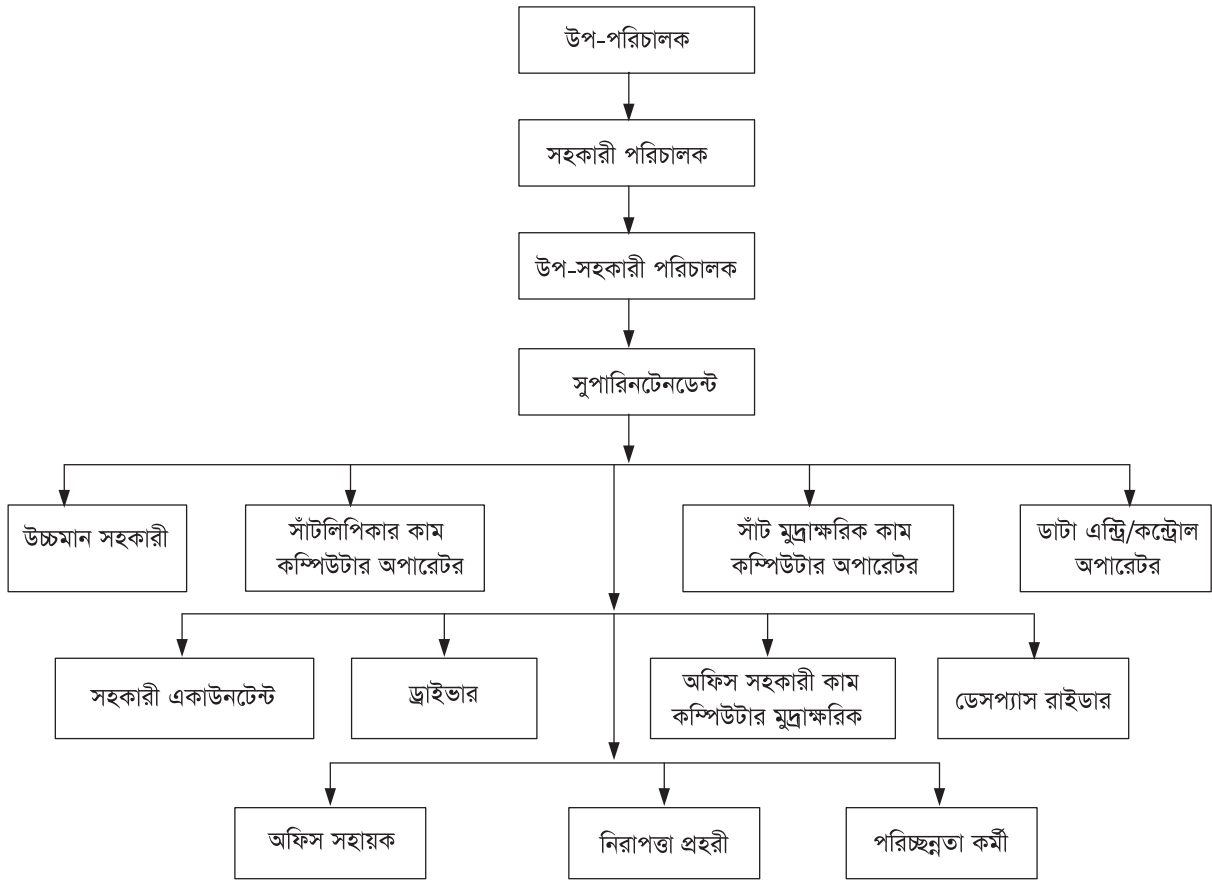 উপ-পরিচালক
সহকারী পরিচালক
উপ-সহকারী পরিচালক
সুপারিনটেনডেন্ট
উচ্চমান সহকারী
সাঁটলিপিকার কাম
কম্পিউটার অপারেটর
সাঁট মুদ্রাক্ষরিক কাম
কম্পিউটার অপারেটর
ডাটা এন্ট্রি/কন্ট্রোল
অপারেটর
সহকারী একাউনটেন্ট
ড্রাইভার
অফিস সহকারী কাম
কম্পিউটার মুদ্রাক্ষরিক
ডেসপ্যাস রাইডার
অফিস সহায়ক
নিরাপত্তা প্রহরী
পরিচ্ছন্নতা কর্মী